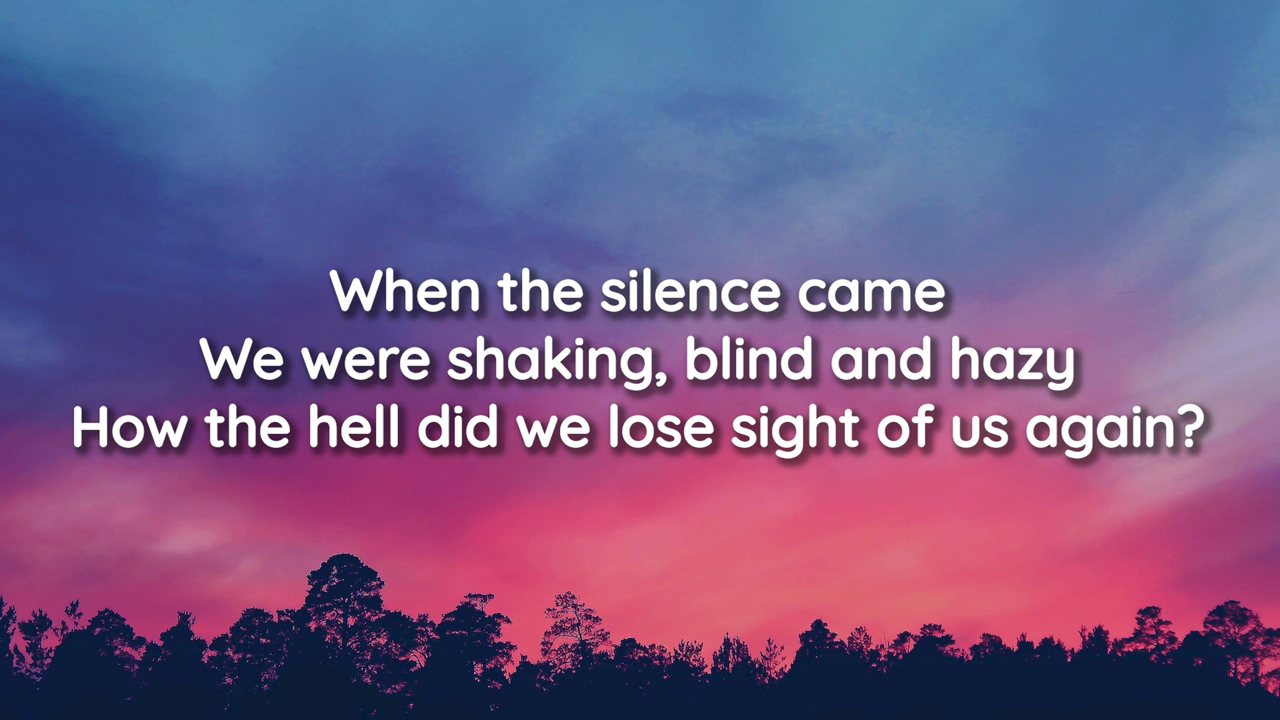 When the silence came
We were shaking, blind and hazy
How the hell did we lose sight of us again?